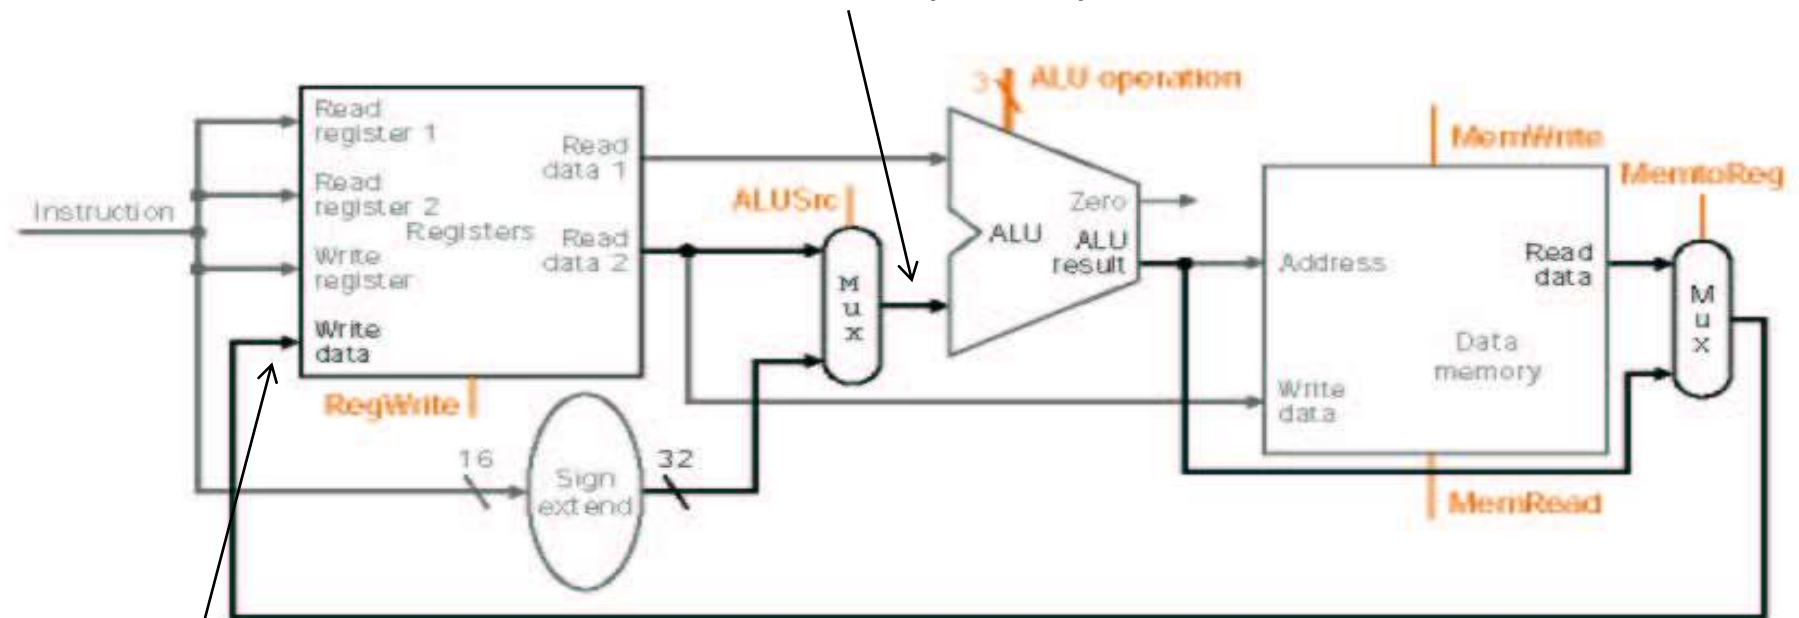 3
ALU operation
MemWrite
MemtoReg
Read
register 1
Read
data 1
Read
register 2
Registers
Instruction
ALUSrc
Zero
ALU
ALU
result
Read
data 2
Write
register
Write
data
M
u
x
Address
Read
data
M
u
x
Data
memory
Write
data
RegWrite
16
Sign
extend
32
MemRead